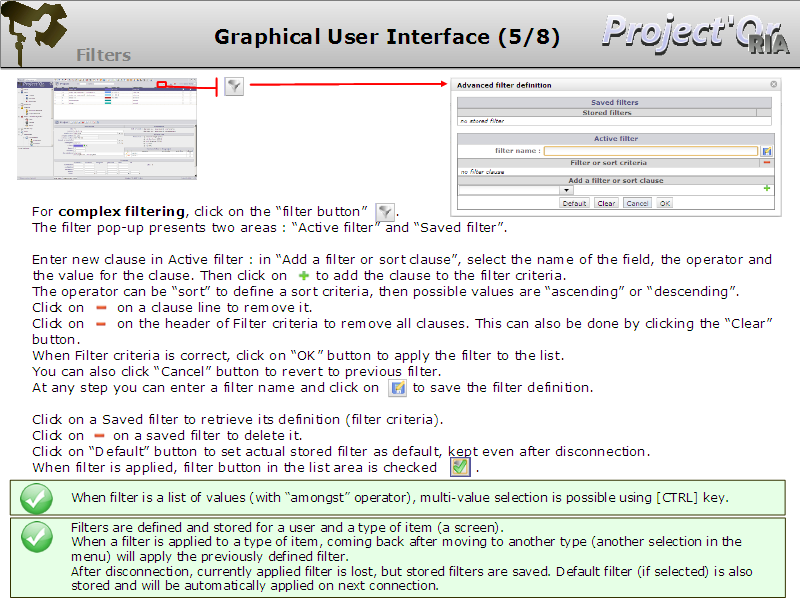 Graphical User Interface (5/8)
Project'Or
RIA
Filters
Advanced filter definition
Saved filters
Stored filters
no stored filter
Active filter
filter name :
Filter or sort criteria
no filter clause
Add a filter or sort clause
Default Clear Cancel OK
For complex filtering, click on the “filter button” .
The filter pop-up presents two areas : “Active filter” and “Saved filter”.
Enter new clause in Active filter : in “Add a filter or sort clause”, select the name of the field, the operator and
the value for the clause. Then click on to add the clause to the filter criteria.
The operator can be “sort” to define a sort criteria, then possible values are “ascending” or “descending”.
Click on on a clause line to remove it.
Click on on the header of Filter criteria to remove all clauses. This can also be done by clicking the “Clear”
button.
When Filter criteria is correct, click on “OK” button to apply the filter to the list.
You can also click “Cancel” button to revert to previous filter.
At any step you can enter a filter name and click on to save the filter definition.
Click on a Saved filter to retrieve its definition (filter criteria).
Click on on a saved filter to delete it.
Click on “Default” button to set actual stored filter as default, kept even after disconnection.
When filter is applied, filter button in the list area is checked .
When filter is a list of values (with “amongst” operator), multi-value selection is possible using [CTRL] key.
Filters are defined and stored for a user and a type of item (a screen).
When a filter is applied to a type of item, coming back after moving to another type (another selection in the
menu) will apply the previously defined filter.
After disconnection, currently applied filter is lost, but stored filters are saved. Default filter (if selected) is also
stored and will be automatically applied on next connection.